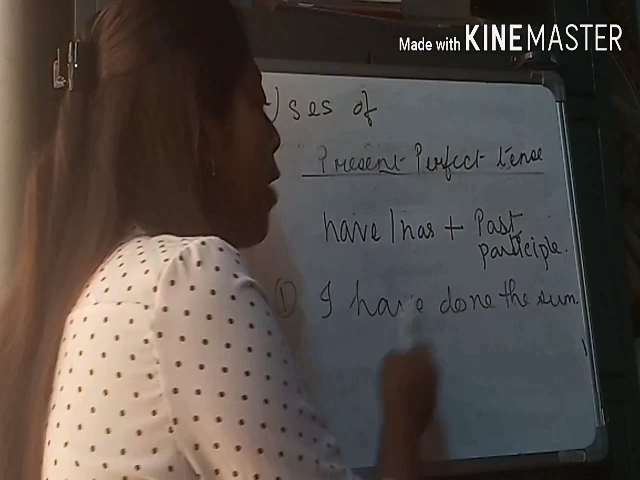 Made with KINEMASTER
Uses of
Present Perfect tense
have/has + Past
participle.
① I have done the sum.